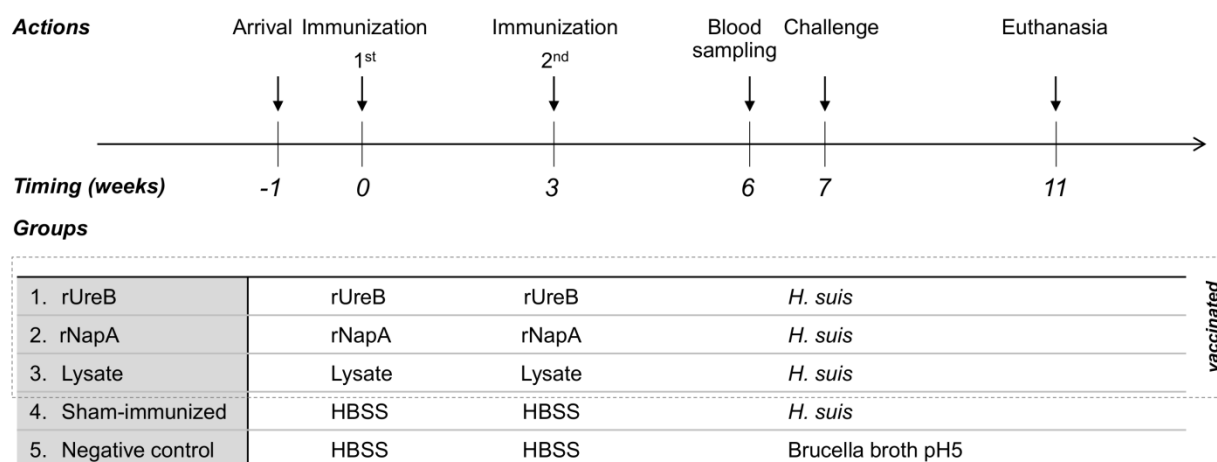 Actions Arrival Immunization 1st Immunization 2nd Blood sampling Challenge Euthanasia
Timing (weeks) -1 0 3 6 7 11
Groups
1. rUreB rUreB rUreB H. suis
2. rNapA rNapA rNapA H. suis
3. Lysate Lysate Lysate H. suis
4. Sham-immunized HBSS HBSS H. suis
5. Negative control HBSS HBSS Brucella broth pH5
vaccinated